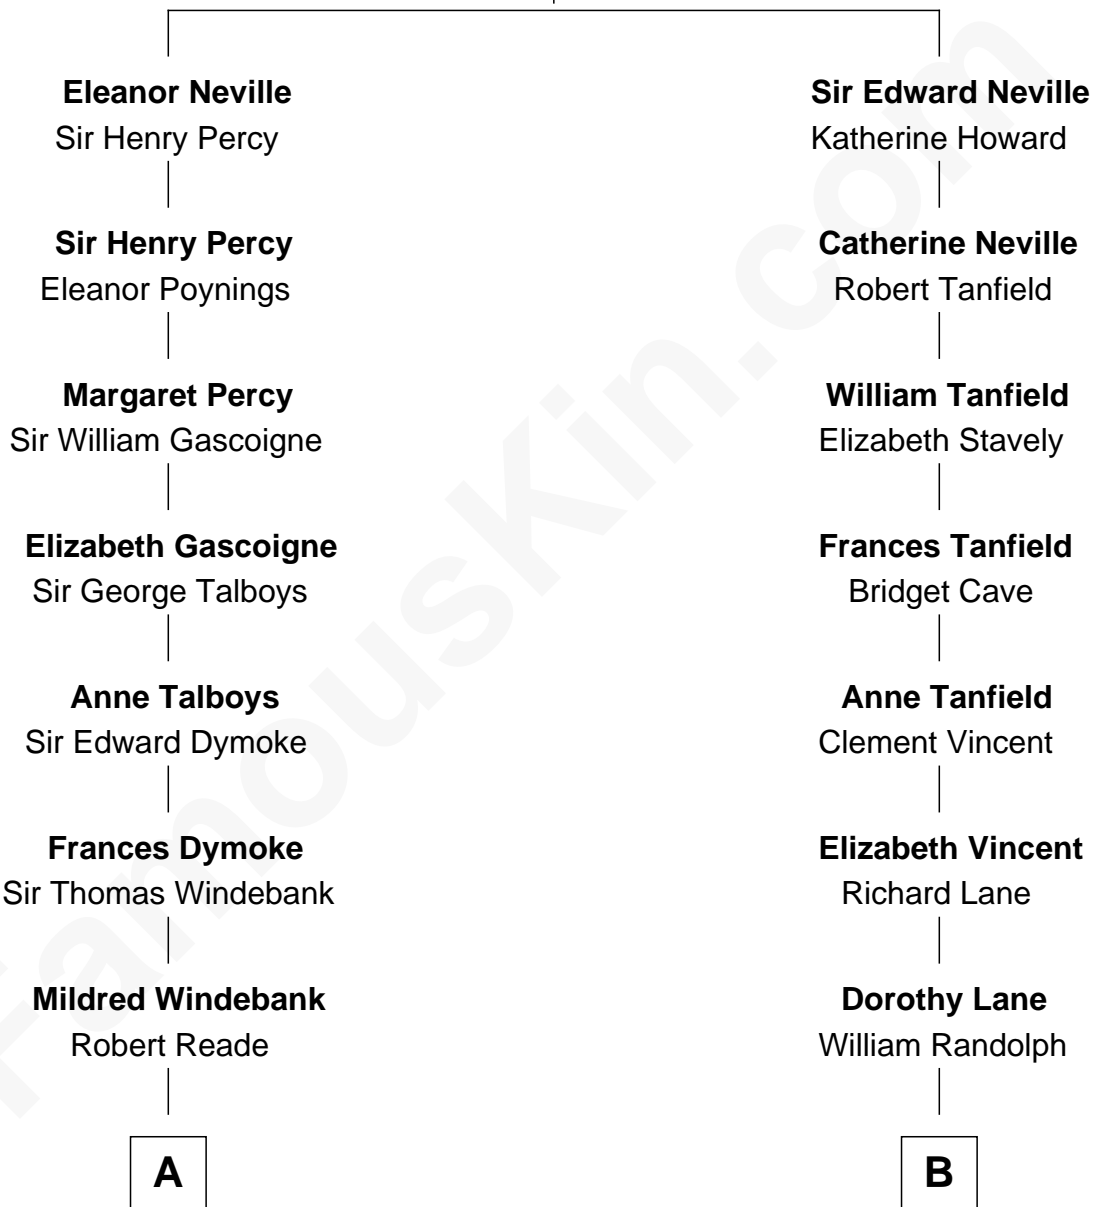 Eleanor Neville
Sir Henry Percy
Sir Edward Neville
Katherine Howard
Sir Henry Percy
Eleanor Poynings
Catherine Neville
Robert Tanfield
Margaret Percy
Sir William Gascoigne
William Tanfield
Elizabeth Stavely
Elizabeth Gascoigne
Sir George Talboys
Frances Tanfield
Bridget Cave
Anne Talboys
Sir Edward Dymoke
Anne Tanfield
Clement Vincent
Frances Dymoke
Sir Thomas Windebank
Elizabeth Vincent
Richard Lane
Mildred Windebank
Robert Reade
Dorothy Lane
William Randolph
A
B
FamousKin.com